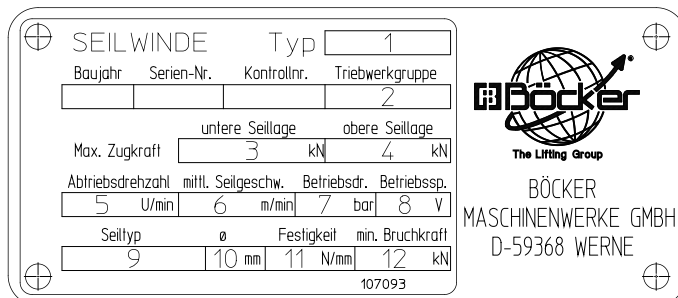 SEILWINDE Typ 1
Baujahr Serien-Nr. Kontrollnr. Triebwerkgruppe
2
untere Seillage obere Seillage
Max. Zugkraft 3 kN 4 kN
Abtriebsdrehzahl mittl. Seilgeschw. Betriebsdr. Betriebssp.
5 U/min 6 m/min 7 bar 8 V
Seiltyp ø Festigkeit min. Bruchkraft
9 10 mm 11 N/mm 12 kN
107093
Böcker
The Lifting Group
BÖCKER
MASCHINENWERKE GMBH
D-59368 WERNE